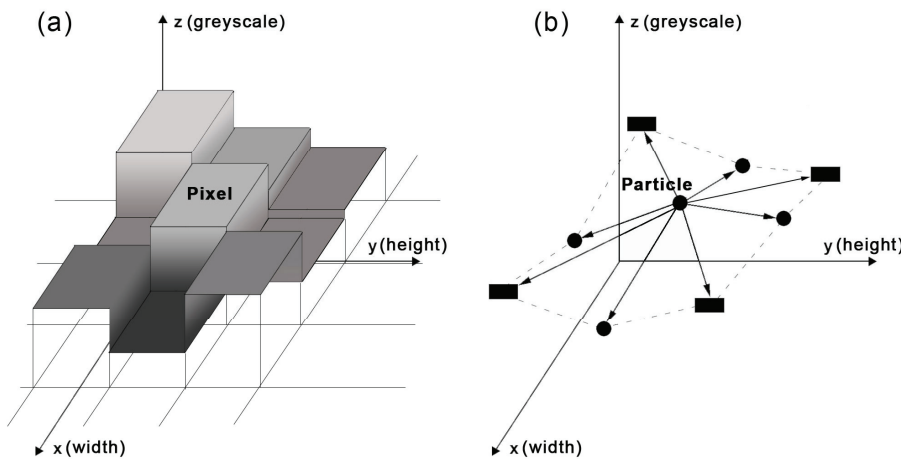 (a)
z (greyscale)
Pixel
y (height)
x (width)
(b)
z (greyscale)
Particle
y (height)
x (width)